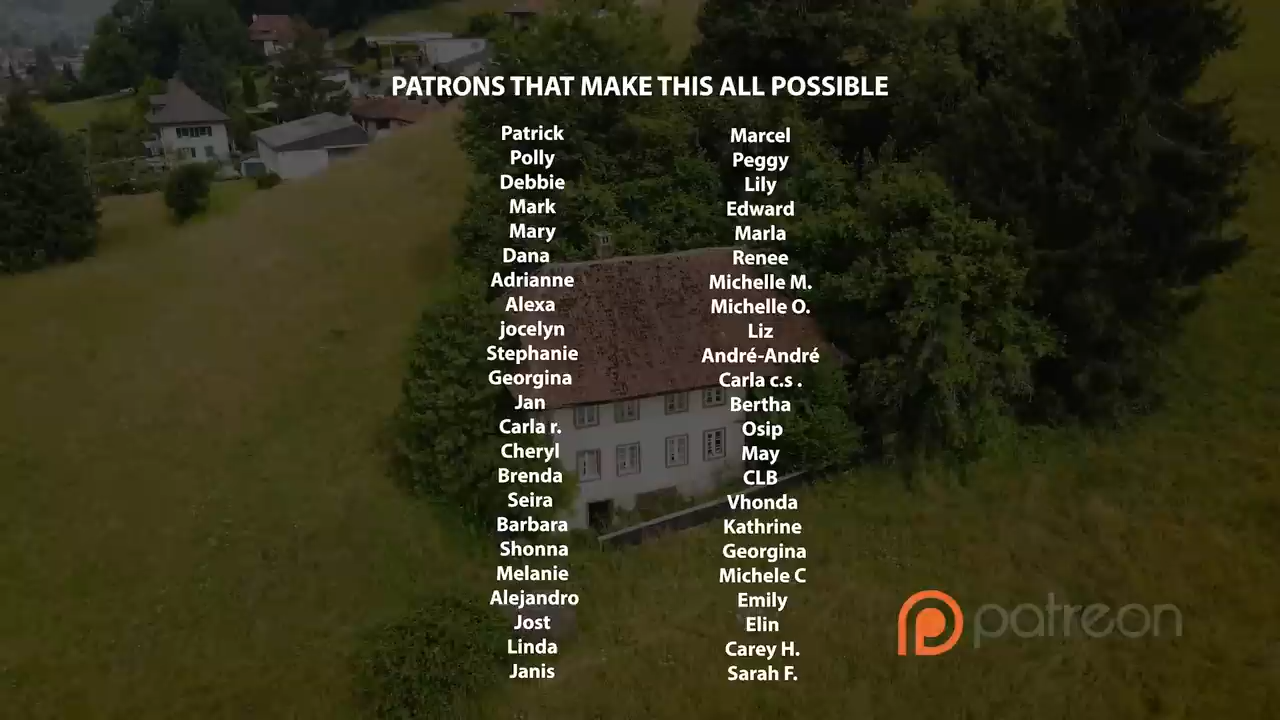 PATRONS THAT MAKE THIS ALL POSSIBLE
Patrick
Polly
Debbie
Mark
Mary
Dana
Adrianne
Alexa
jocelyn
Stephanie
Georgina
Jan
Carla r.
Cheryl
Brenda
Seira
Barbara
Shonna
Melanie
Alejandro
Jost
Linda
Janis
Marcel
Peggy
Lily
Edward
Marla
Renee
Michelle M.
Michelle O.
Liz
André-André
Carla c.s .
Bertha
Osip
May
CLB
Vhonda
Kathrine
Georgina
Michele C
Emily
Elin
Carey H.
Sarah F.
patreon